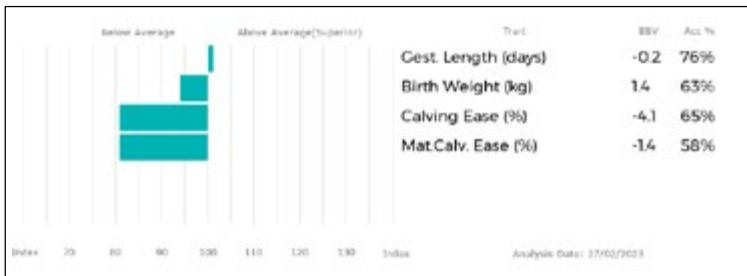 Below Average Above Average(Superior) Trait EBV Acc %
Gest. Length (days) -0.2 76%
Birth Weight (kg) 1.4 63%
Calving Ease (%) -4.1 65%
Mat.Calv. Ease (%) -1.4 58%
Index 70 80 90 100 110 120 130 Index Analysis Date: 27/02/2023